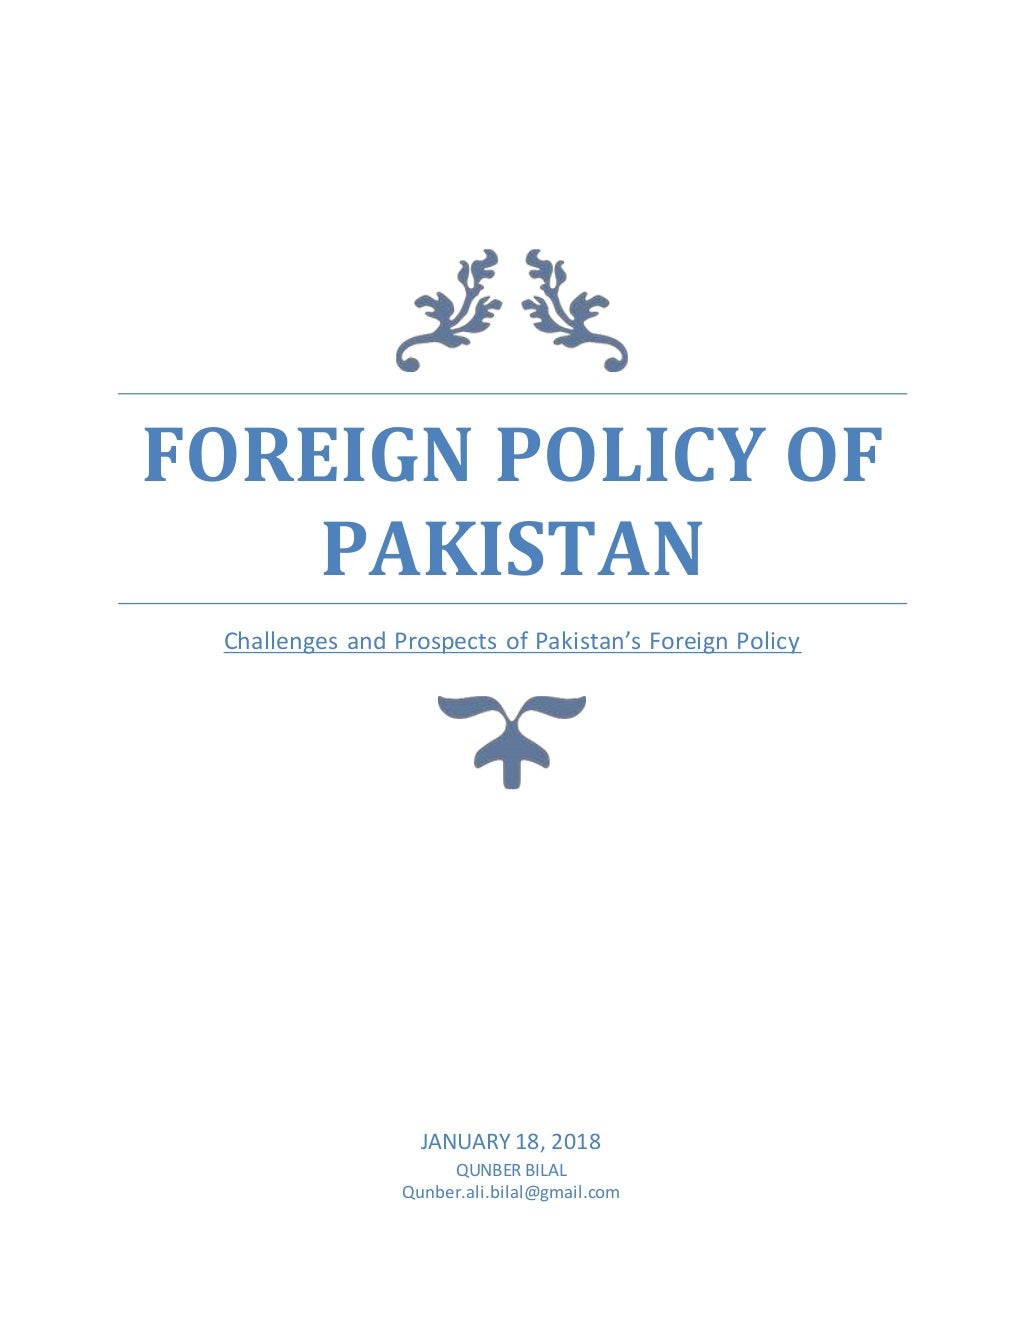 FOREIGN POLICY OF
PAKISTAN
Challenges and Prospects of Pakistan’s Foreign Policy
JANUARY 18, 2018
QUNBER BILAL
Qunber.ali.bilal@gmail.com